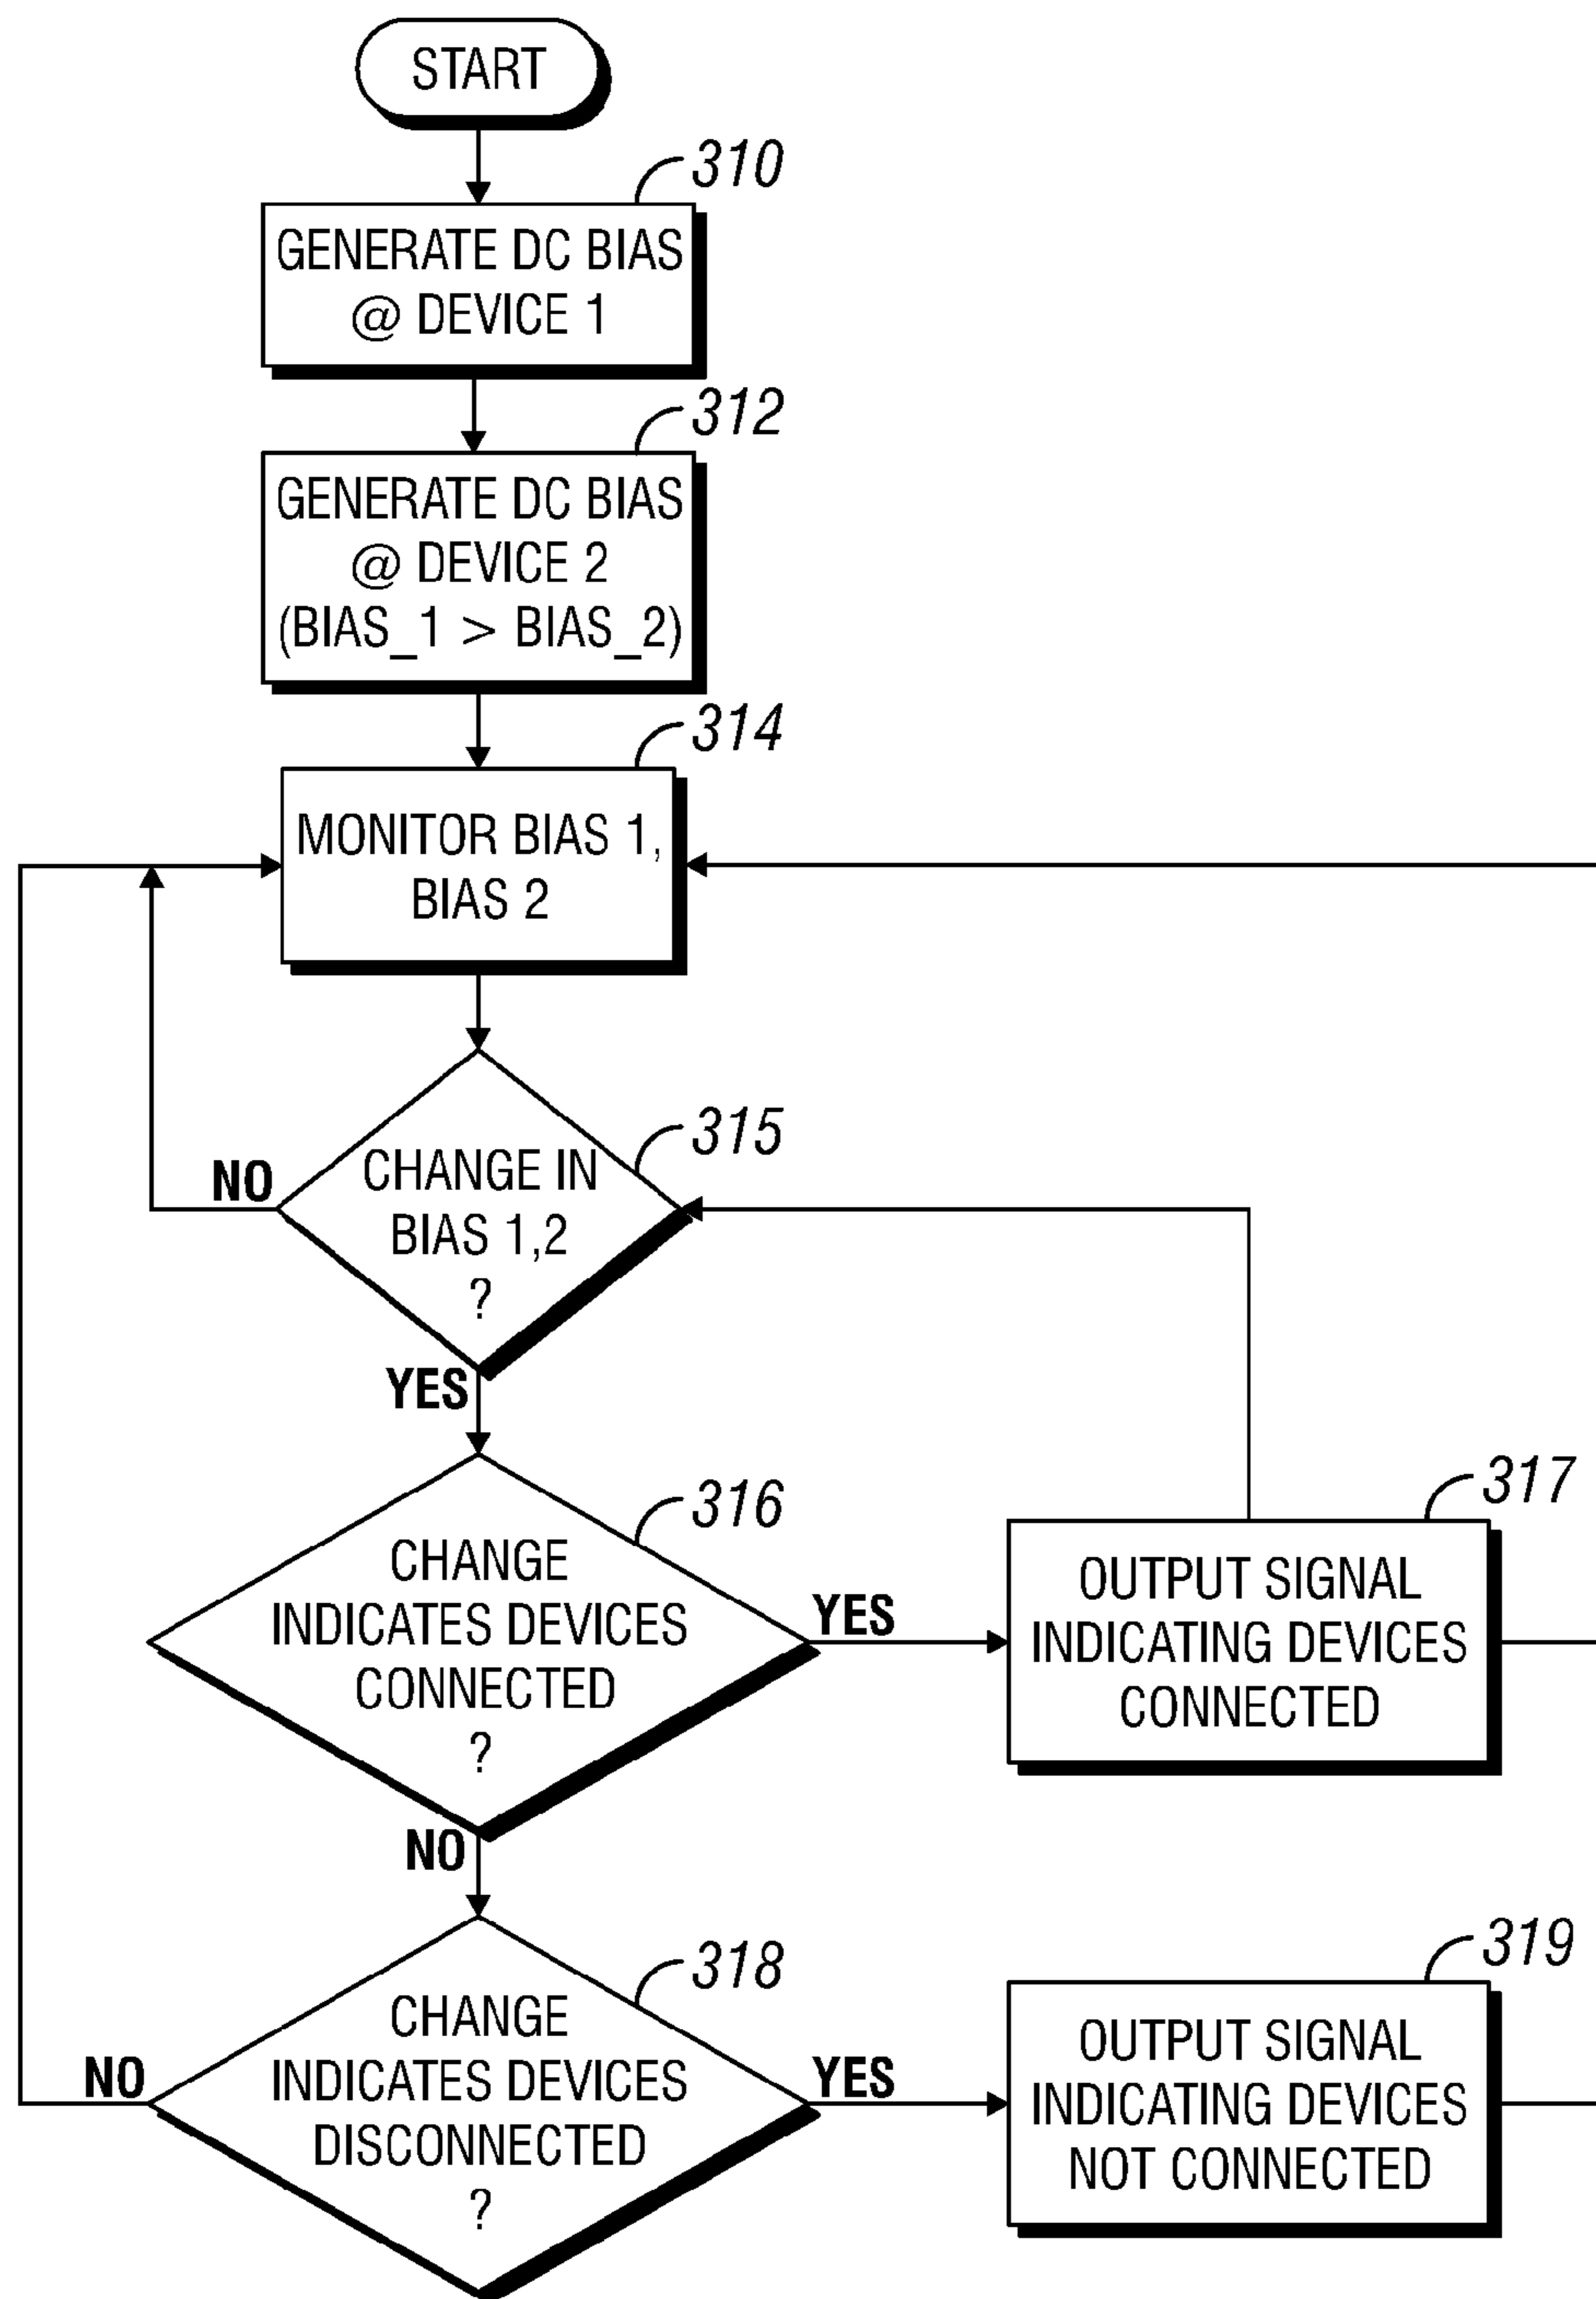 START
310
GENERATE DC BIAS
@ DEVICE 1
312
GENERATE DC BIAS
@ DEVICE 2
(BIAS_1 > BIAS_2)
314
MONITOR BIAS 1,
BIAS 2
315
CHANGE IN
BIAS 1,2
?
NO
YES
316
CHANGE
INDICATES DEVICES
CONNECTED
?
YES
NO
317
OUTPUT SIGNAL
INDICATING DEVICES
CONNECTED
318
CHANGE
INDICATES DEVICES
DISCONNECTED
?
NO
YES
319
OUTPUT SIGNAL
INDICATING DEVICES
NOT CONNECTED